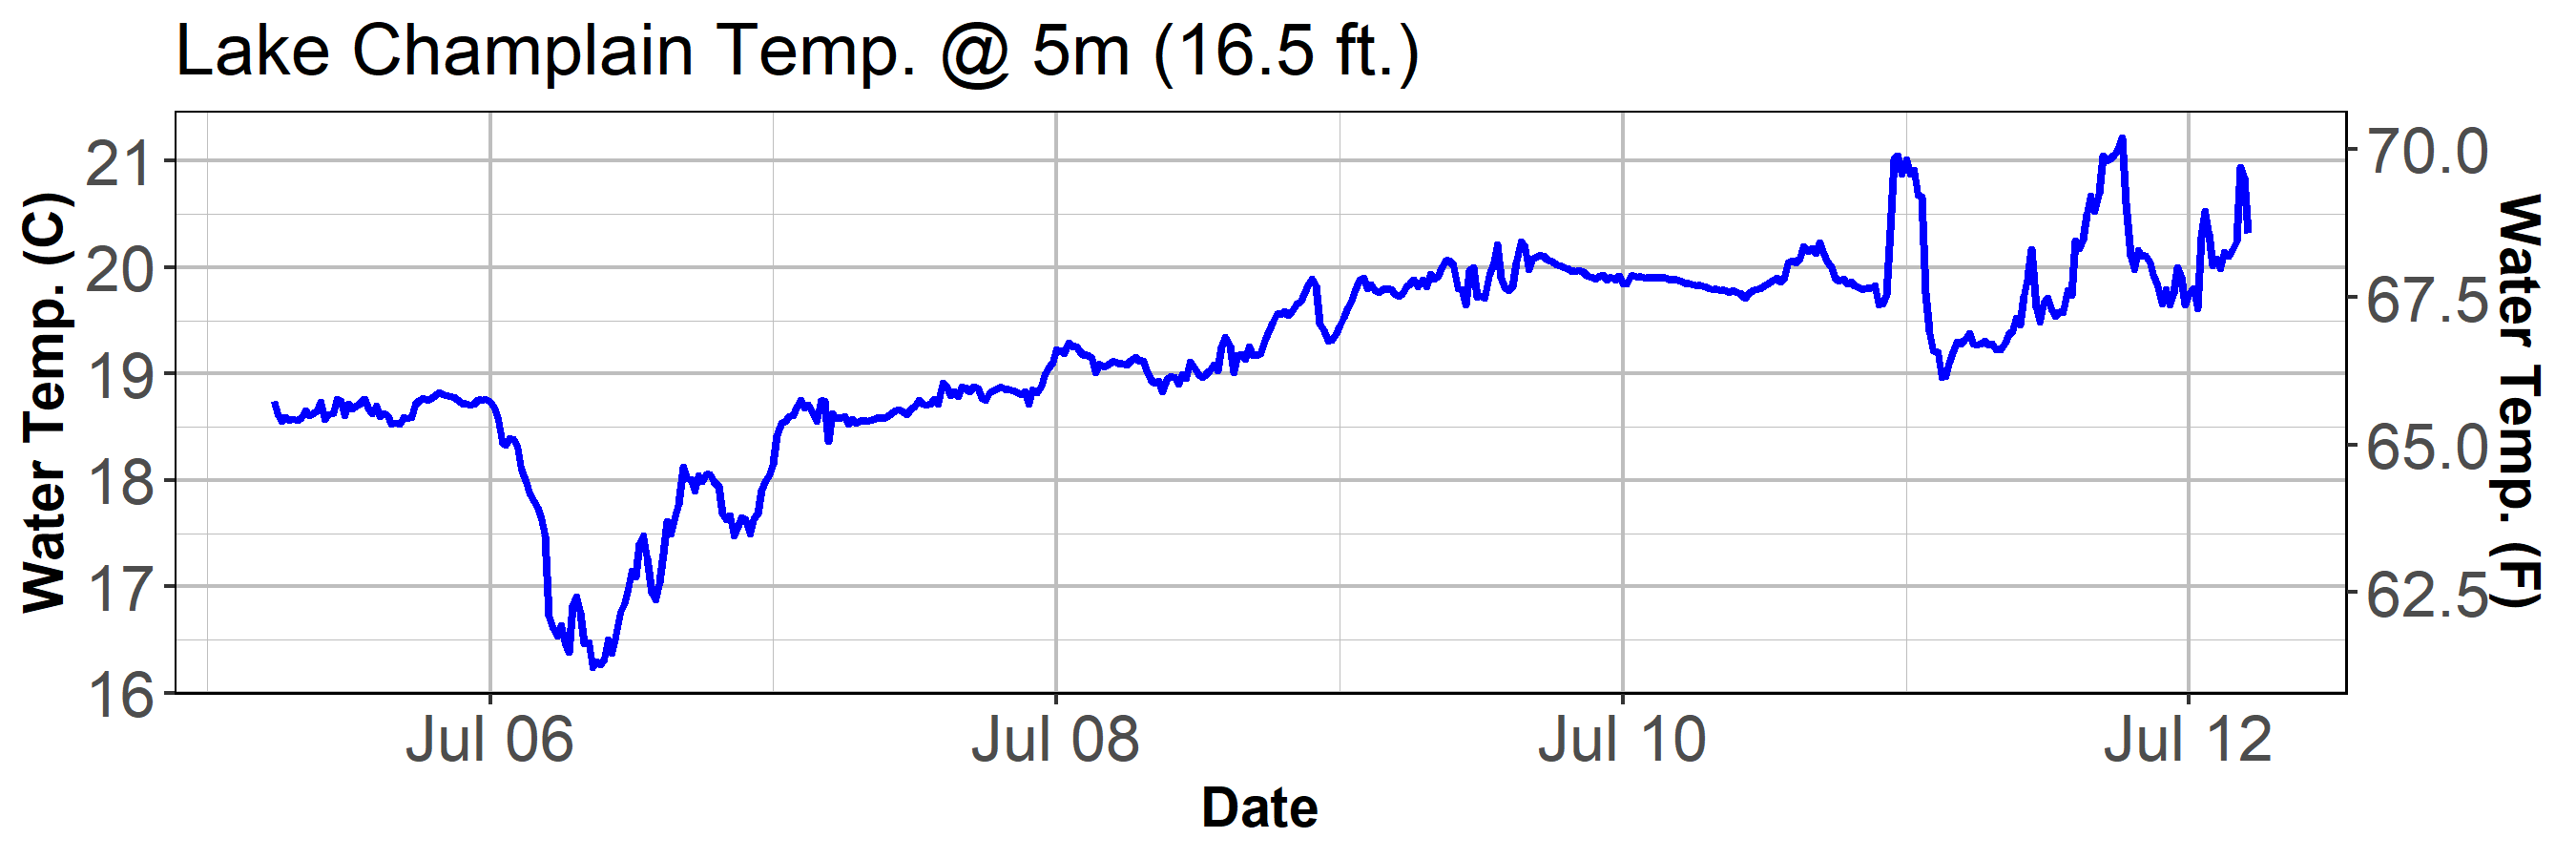 Lake Champlain Temp. @ 5m (16.5 ft.)
Water Temp. (C)
21
20
19
18
17
16
70.0
67.5
65.0
62.5
Water Temp. (F)
Jul 06 Jul 08 Jul 10 Jul 12
Date